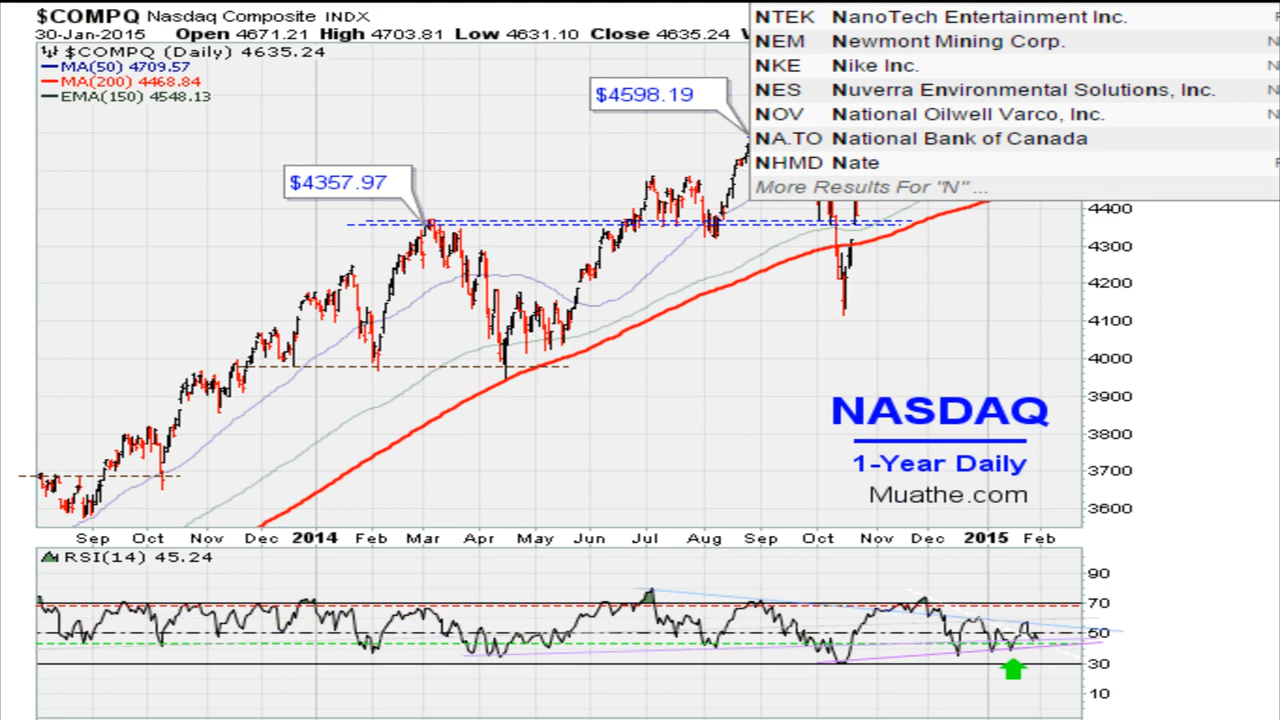 $COMPQ Nasdaq Composite INDX
30-Jan-2015 Open 4671.21 High 4703.81 Low 4631.10 Close 4635.24 V
$COMPQ (Daily) 4635.24
MA(50) 4709.57
MA(200) 4468.84
EMA(150) 4548.13
NTEK NanoTech Entertainment Inc.
NEM Newmont Mining Corp.
NKE Nike Inc.
NES Nuverra Environmental Solutions, Inc.
NOV National Oilwell Varco, Inc.
NA.TO National Bank of Canada
NHMD Nate
More Results For "N" ...
$4598.19
$4357.97
4400
4300
4200
4100
4000
3900
3800
3700
3600
NASDAQ
1-Year Daily
Muathe.com
Sep Oct Nov Dec 2014 Feb Mar Apr May Jun Jul Aug Sep Oct Nov Dec 2015 Feb
RSI(14) 45.24
90
70
50
30
10